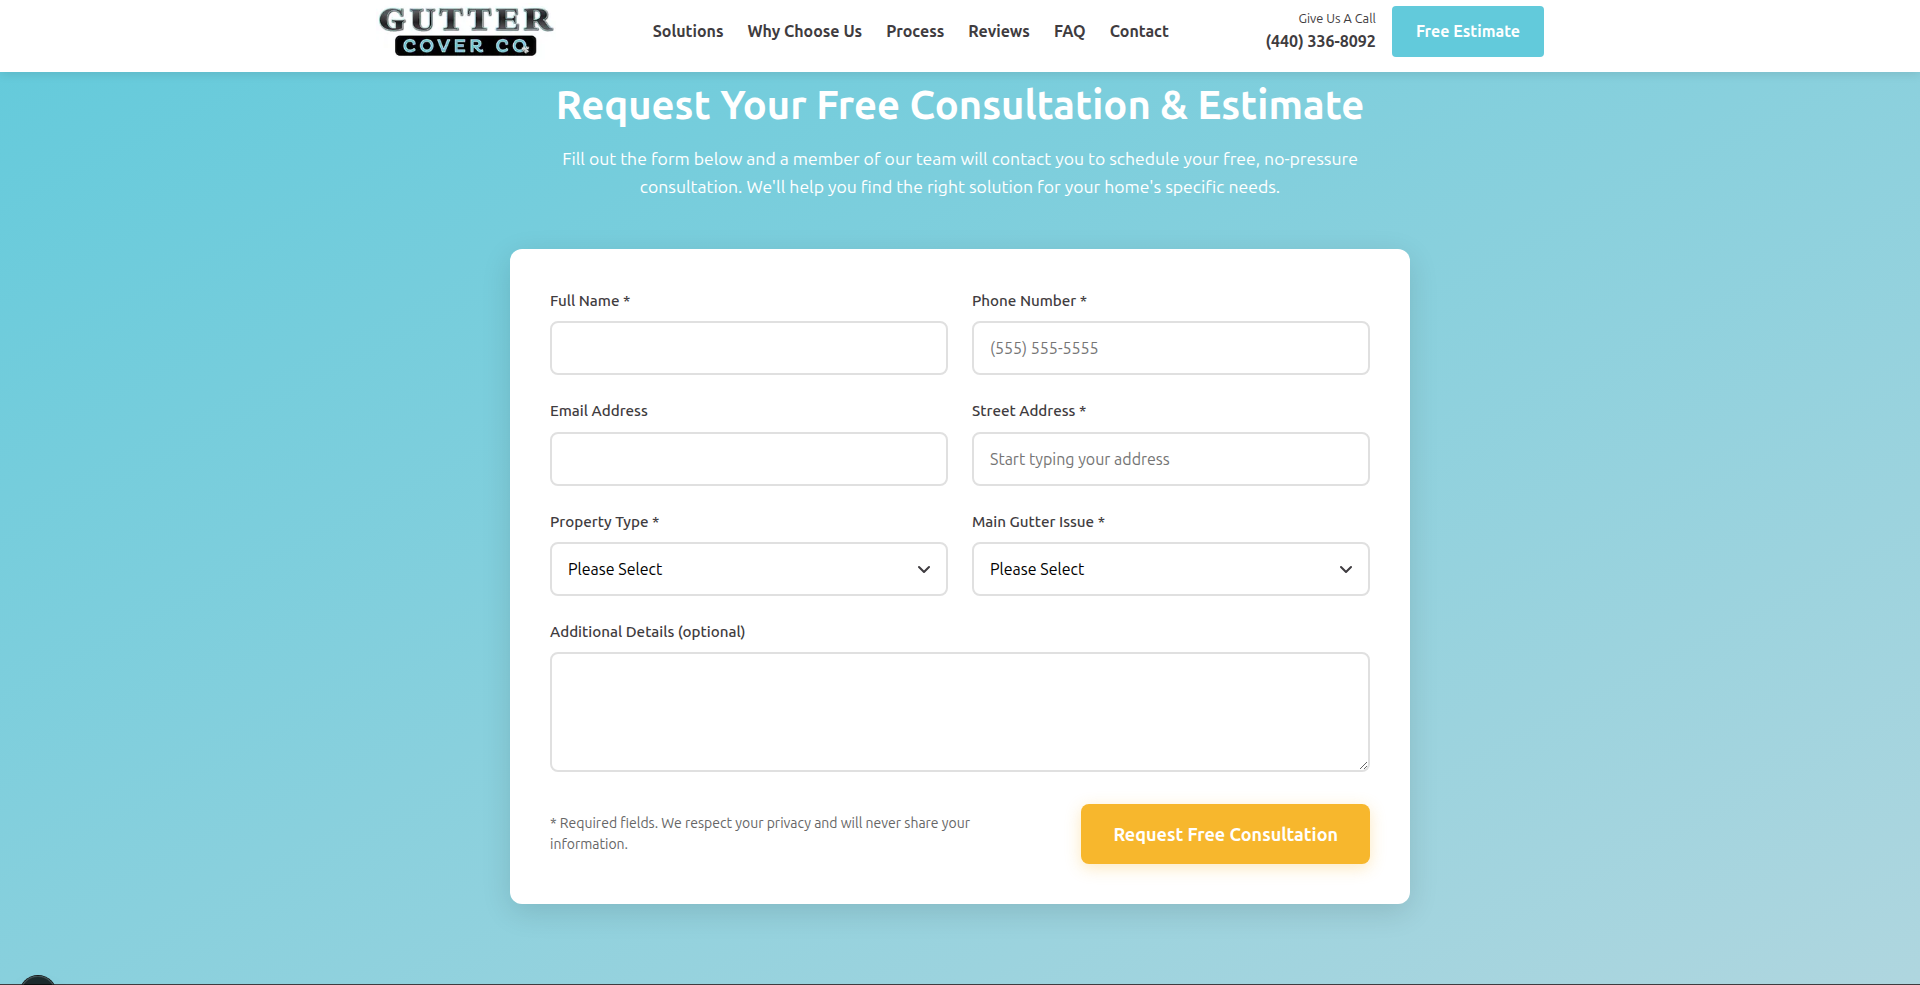 GUTTER
COVER CO.
Solutions
Why Choose Us
Process
Reviews
FAQ
Contact
Give Us A Call
(440) 336-8092
Free Estimate
Request Your Free Consultation & Estimate
Fill out the form below and a member of our team will contact you to schedule your free, no-pressure
consultation. We'll help you find the right solution for your home's specific needs.
Full Name *
Phone Number *
(555) 555-5555
Email Address
Street Address *
Start typing your address
Property Type *
Main Gutter Issue *
Please Select
Please Select
Additional Details (optional)
* Required fields. We respect your privacy and will never share your
information.
Request Free Consultation